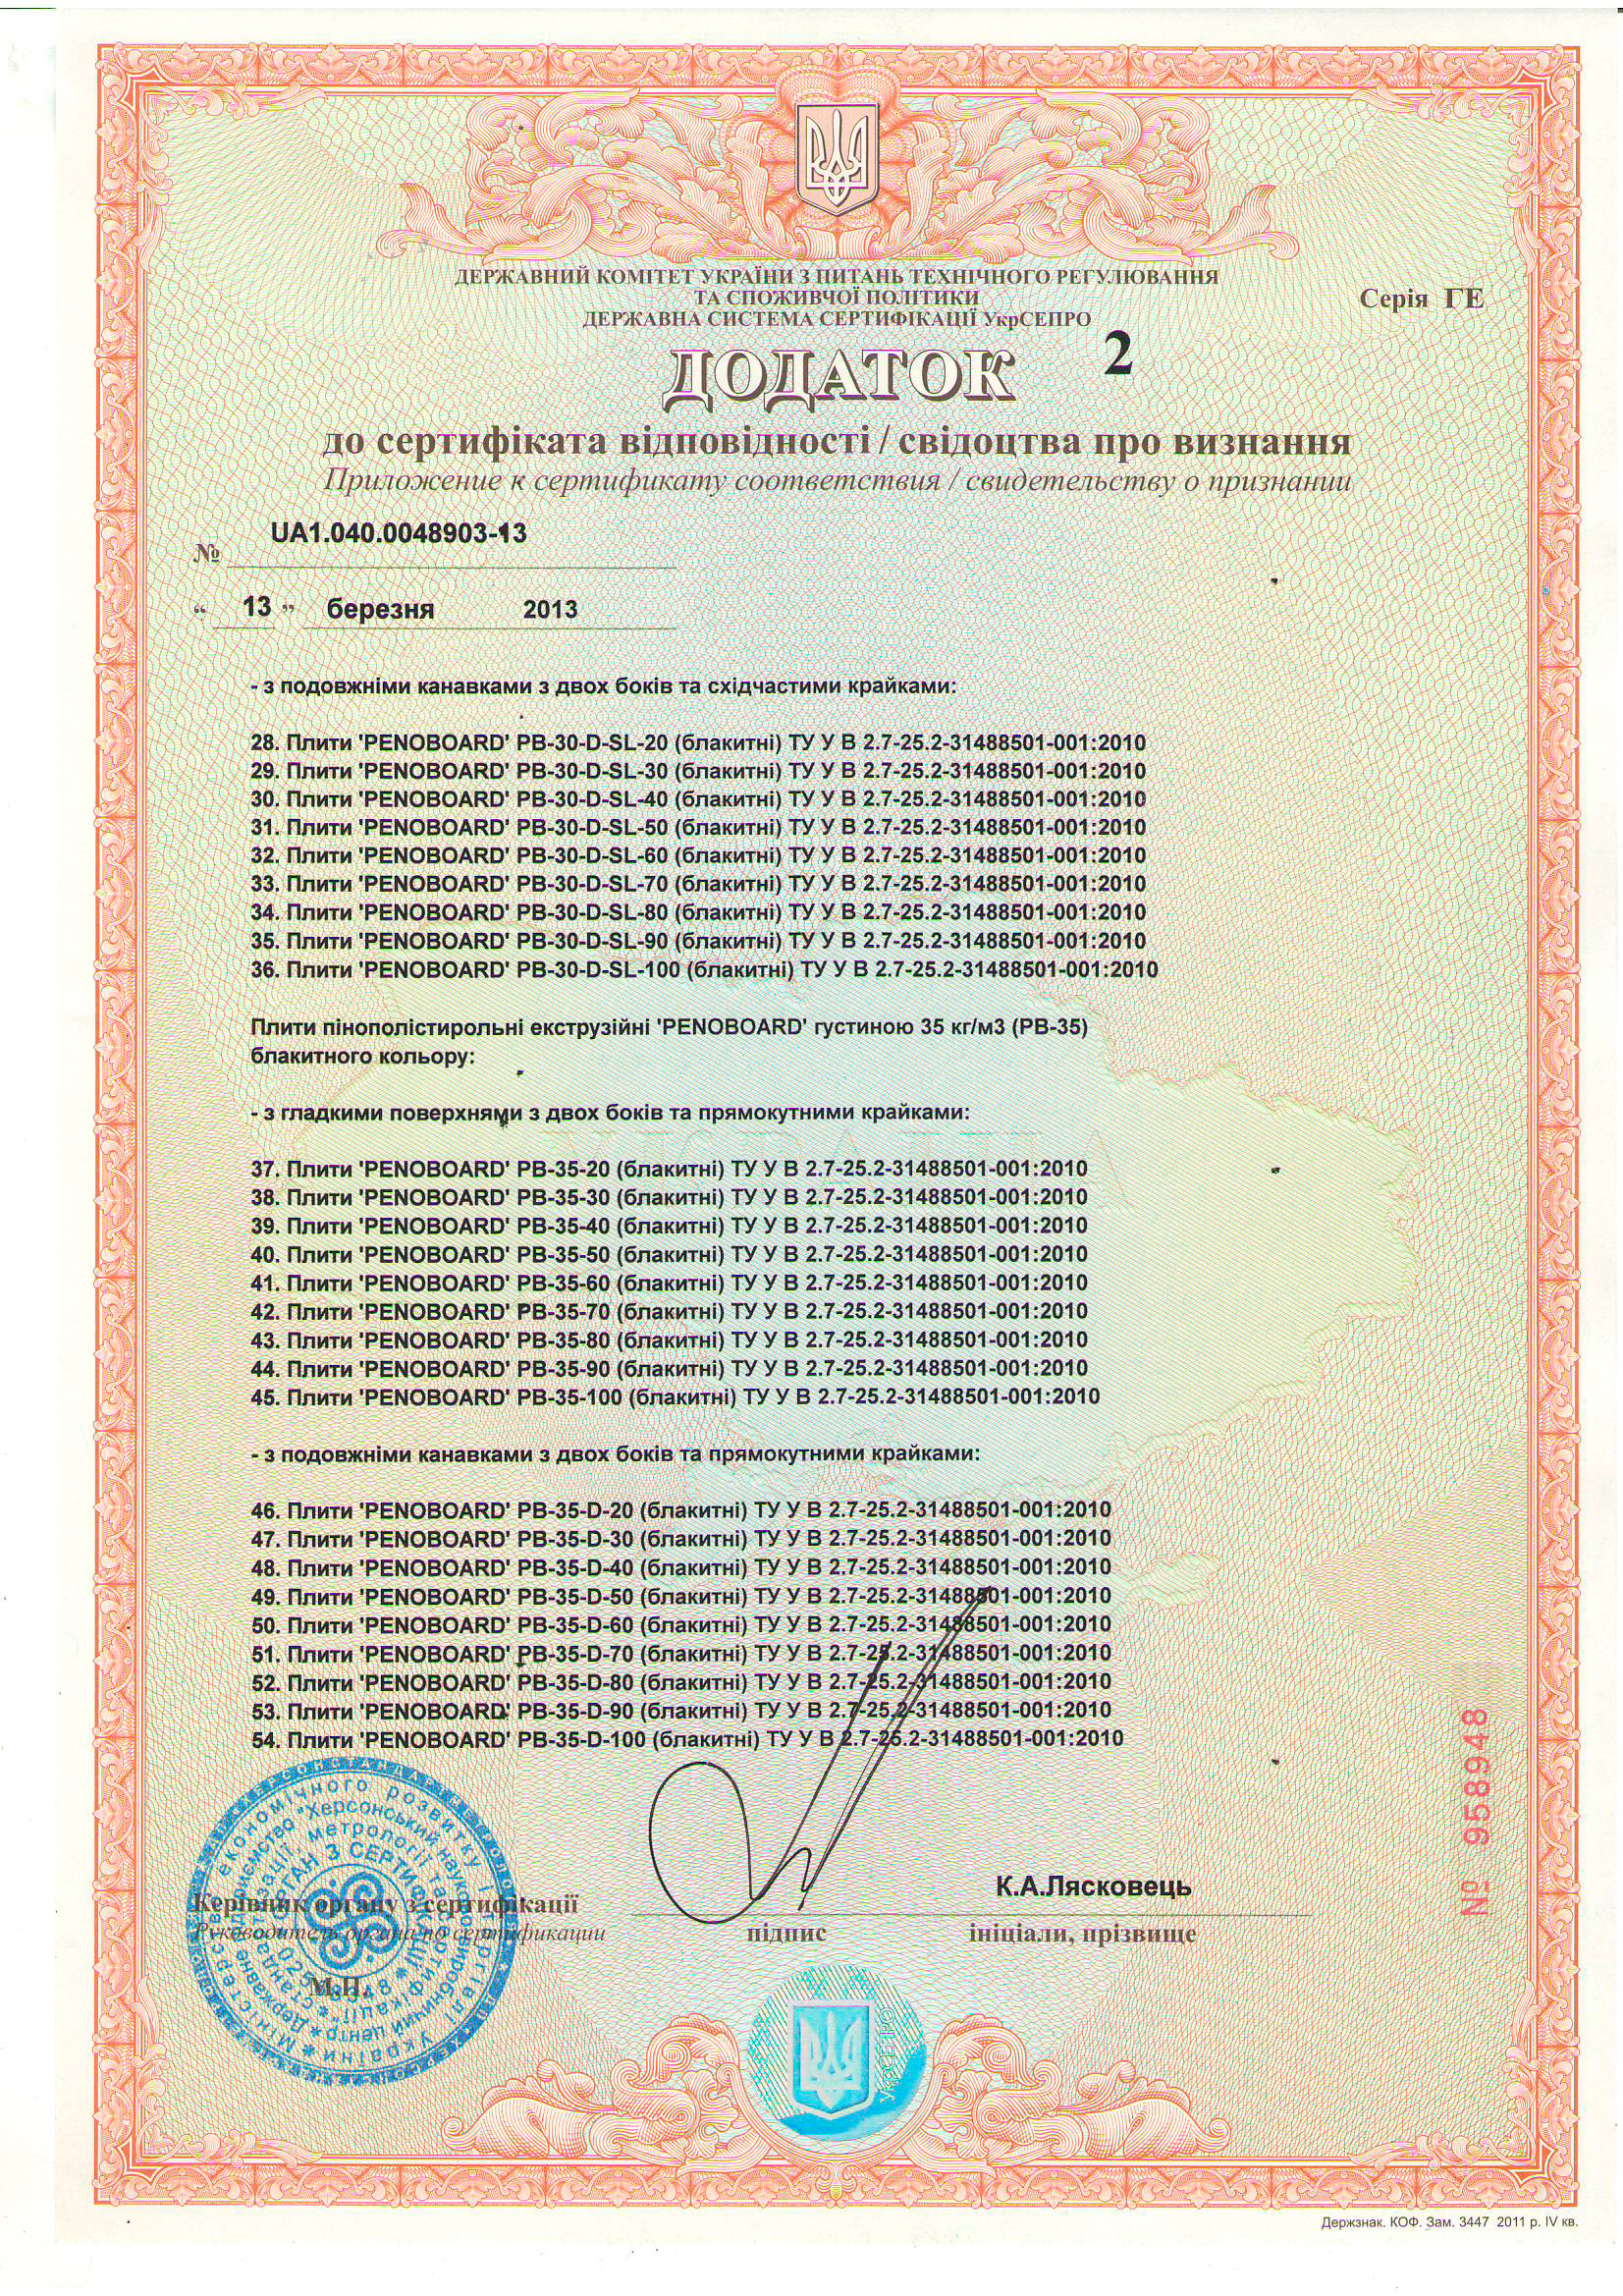 ДЕРЖАВНИЙ КОМІТЕТ УКРАЇНИ З ПИТАНЬ ТЕХНІЧНОГО РЕГУЛЮВАННЯ
ТА СПОЖИВЧОЇ ПОЛІТИКИ
ДЕРЖАВНА СИСТЕМА СЕРТИФІКАЦІЇ УкрСЕПРО
Серія ГЕ
ДОДАТОК 2
до сертифіката відповідності / свідоцтва про визнання
Приложение к сертификату соответствия / свидетельству о признании
№ UA1.040.0048903-13
“ 13 ” березня 2013
- з подовжніми канавками з двох боків та східчастими крайками:
28. Плити 'PENOBOARD' PB-30-D-SL-20 (блакитні) ТУ У В 2.7-25.2-31488501-001:2010
29. Плити 'PENOBOARD' PB-30-D-SL-30 (блакитні) ТУ У В 2.7-25.2-31488501-001:2010
30. Плити 'PENOBOARD' PB-30-D-SL-40 (блакитні) ТУ У В 2.7-25.2-31488501-001:2010
31. Плити 'PENOBOARD' PB-30-D-SL-50 (блакитні) ТУ У В 2.7-25.2-31488501-001:2010
32. Плити 'PENOBOARD' PB-30-D-SL-60 (блакитні) ТУ У В 2.7-25.2-31488501-001:2010
33. Плити 'PENOBOARD' PB-30-D-SL-70 (блакитні) ТУ У В 2.7-25.2-31488501-001:2010
34. Плити 'PENOBOARD' PB-30-D-SL-80 (блакитні) ТУ У В 2.7-25.2-31488501-001:2010
35. Плити 'PENOBOARD' PB-30-D-SL-90 (блакитні) ТУ У В 2.7-25.2-31488501-001:2010
36. Плити 'PENOBOARD' PB-30-D-SL-100 (блакитні) ТУ У В 2.7-25.2-31488501-001:2010
Плити пінополістирольні екструзійні 'PENOBOARD' густиною 35 кг/м3 (PB-35)
блакитного кольору:
- з гладкими поверхнями з двох боків та прямокутними крайками:
37. Плити 'PENOBOARD' PB-35-20 (блакитні) ТУ У В 2.7-25.2-31488501-001:2010
38. Плити 'PENOBOARD' PB-35-30 (блакитні) ТУ У В 2.7-25.2-31488501-001:2010
39. Плити 'PENOBOARD' PB-35-40 (блакитні) ТУ У В 2.7-25.2-31488501-001:2010
40. Плити 'PENOBOARD' PB-35-50 (блакитні) ТУ У В 2.7-25.2-31488501-001:2010
41. Плити 'PENOBOARD' PB-35-60 (блакитні) ТУ У В 2.7-25.2-31488501-001:2010
42. Плити 'PENOBOARD' PB-35-70 (блакитні) ТУ У В 2.7-25.2-31488501-001:2010
43. Плити 'PENOBOARD' PB-35-80 (блакитні) ТУ У В 2.7-25.2-31488501-001:2010
44. Плити 'PENOBOARD' PB-35-90 (блакитні) ТУ У В 2.7-25.2-31488501-001:2010
45. Плити 'PENOBOARD' PB-35-100 (блакитні) ТУ У В 2.7-25.2-31488501-001:2010
- з подовжніми канавками з двох боків та прямокутними крайками:
46. Плити 'PENOBOARD' PB-35-D-20 (блакитні) ТУ У В 2.7-25.2-31488501-001:2010
47. Плити 'PENOBOARD' PB-35-D-30 (блакитні) ТУ У В 2.7-25.2-31488501-001:2010
48. Плити 'PENOBOARD' PB-35-D-40 (блакитні) ТУ У В 2.7-25.2-31488501-001:2010
49. Плити 'PENOBOARD' PB-35-D-50 (блакитні) ТУ У В 2.7-25.2-31488501-001:2010
50. Плити 'PENOBOARD' PB-35-D-60 (блакитні) ТУ У В 2.7-25.2-31488501-001:2010
51. Плити 'PENOBOARD' PB-35-D-70 (блакитні) ТУ У В 2.7-25.2-31488501-001:2010
52. Плити 'PENOBOARD' PB-35-D-80 (блакитні) ТУ У В 2.7-25.2-31488501-001:2010
53. Плити 'PENOBOARD' PB-35-D-90 (блакитні) ТУ У В 2.7-25.2-31488501-001:2010
54. Плити 'PENOBOARD' PB-35-D-100 (блакитні) ТУ У В 2.7-25.2-31488501-001:2010
№ 958948
К.А.Лясковець
Керівник органу з сертифікації
Руководитель органа по сертификации
підпис
ініціали, прізвище
М.П.
УкрСЕПРО
Держзнак. КОФ. Зам. 3447 2011 р. IV кв.